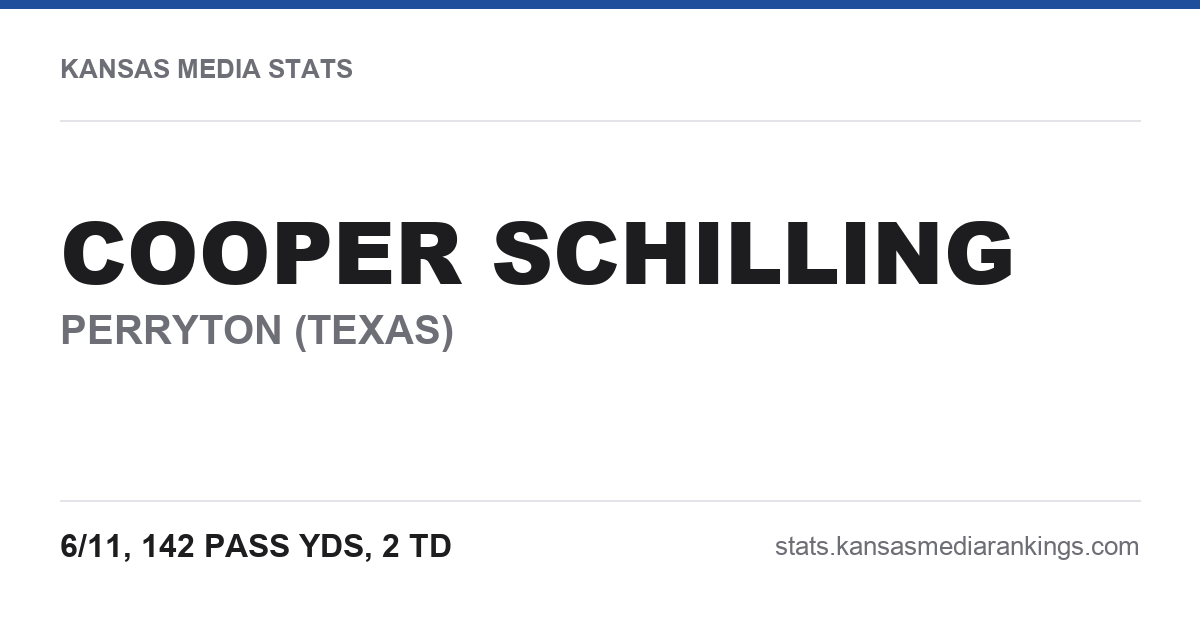 KANSAS MEDIA STATS
COOPER SCHILLING
PERRYTON (TEXAS)
6/11, 142 PASS YDS, 2 TD
stats.kansasmediarankings.com